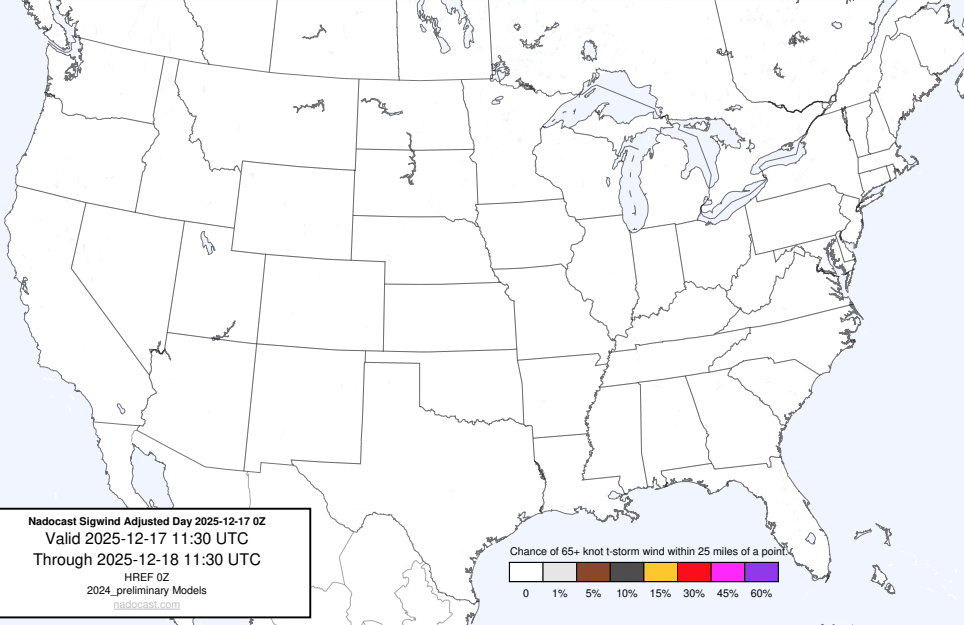 Nadocast Sigwind Adjusted Day 2025-12-17 0Z
Valid 2025-12-17 11:30 UTC
Through 2025-12-18 11:30 UTC
HREF 0Z
2024_preliminary Models
nadocast.com
Chance of 65+ knot t-storm wind within 25 miles of a point.
0 1% 5% 10% 15% 30% 45% 60%